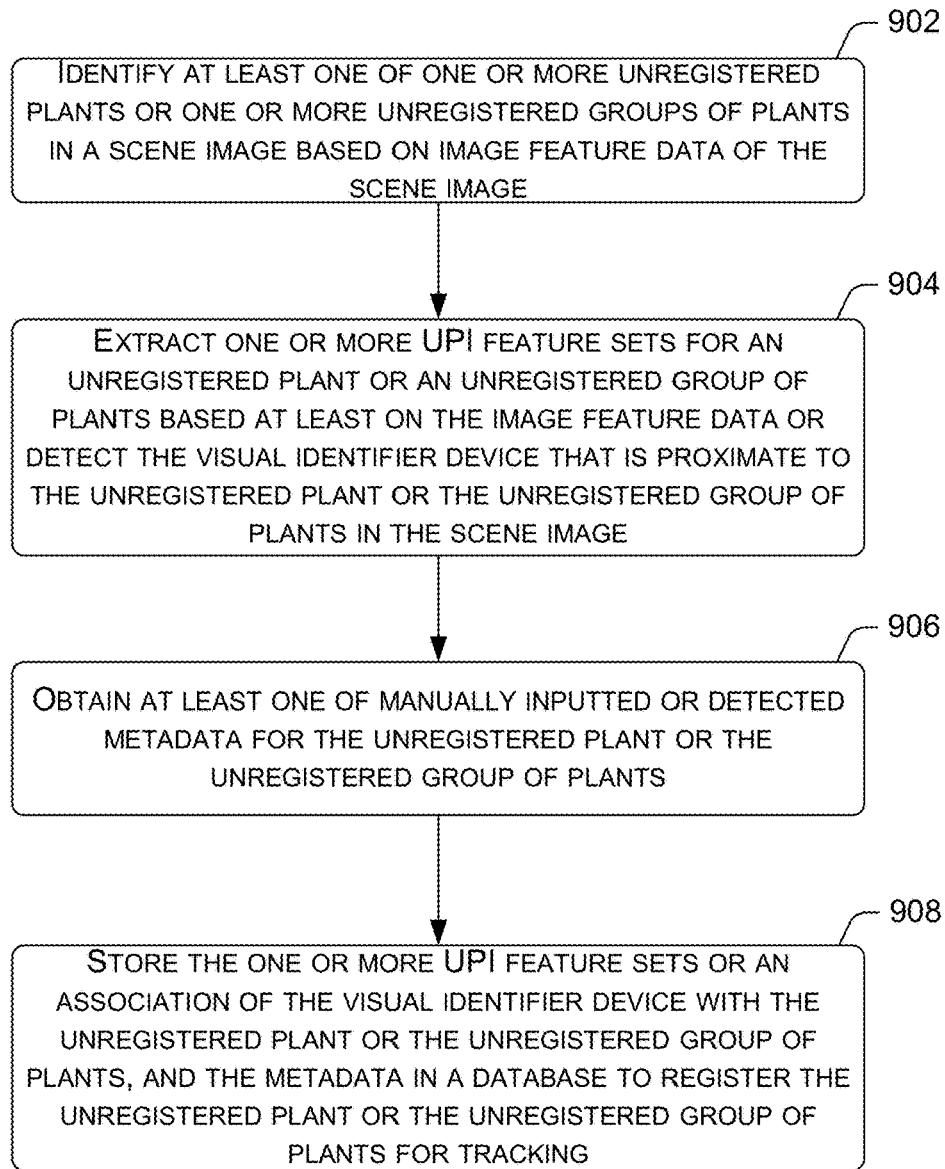 902
IDENTIFY AT LEAST ONE OF ONE OR MORE UNREGISTERED
PLANTS OR ONE OR MORE UNREGISTERED GROUPS OF PLANTS
IN A SCENE IMAGE BASED ON IMAGE FEATURE DATA OF THE
SCENE IMAGE
904
EXTRACT ONE OR MORE UPI FEATURE SETS FOR AN
UNREGISTERED PLANT OR AN UNREGISTERED GROUP OF
PLANTS BASED AT LEAST ON THE IMAGE FEATURE DATA OR
DETECT THE VISUAL IDENTIFIER DEVICE THAT IS PROXIMATE TO
THE UNREGISTERED PLANT OR THE UNREGISTERED GROUP OF
PLANTS IN THE SCENE IMAGE
906
OBTAIN AT LEAST ONE OF MANUALLY INPUTTED OR DETECTED
METADATA FOR THE UNREGISTERED PLANT OR THE
UNREGISTERED GROUP OF PLANTS
908
STORE THE ONE OR MORE UPI FEATURE SETS OR AN
ASSOCIATION OF THE VISUAL IDENTIFIER DEVICE WITH THE
UNREGISTERED PLANT OR THE UNREGISTERED GROUP OF
PLANTS, AND THE METADATA IN A DATABASE TO REGISTER THE
UNREGISTERED PLANT OR THE UNREGISTERED GROUP OF
PLANTS FOR TRACKING